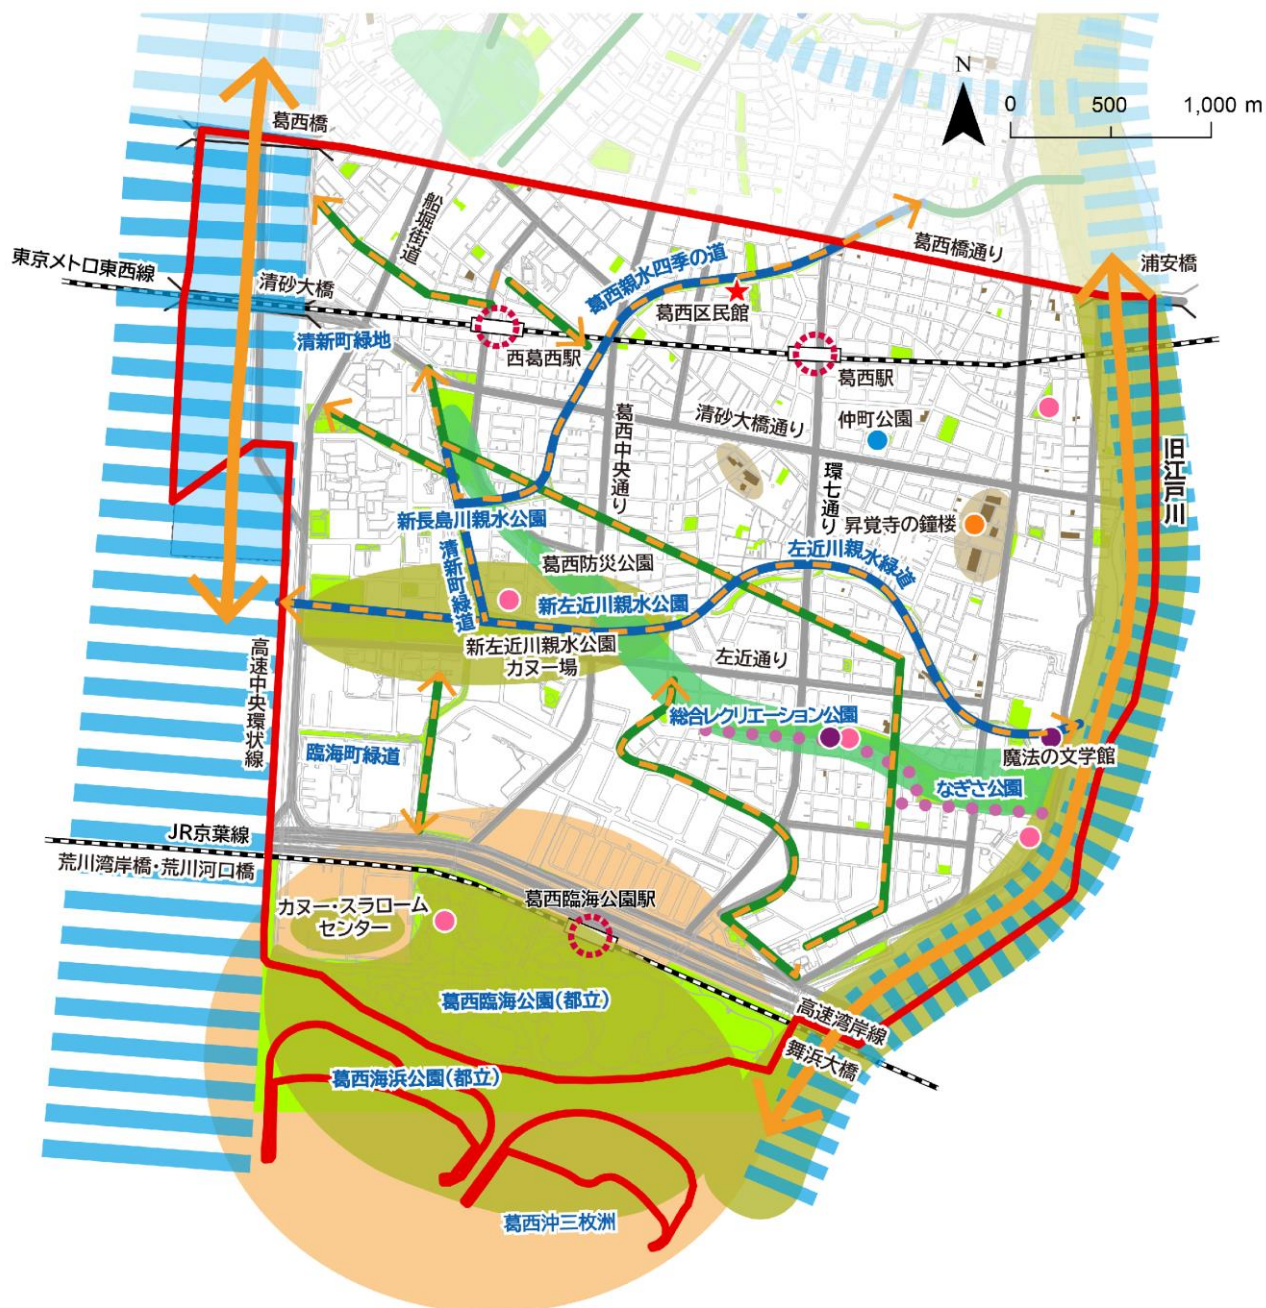 N
0 500 1,000 m
葛西橋
船堀街道
葛西親水四季の道
葛西橋通り
浦安橋
東京メトロ東西線
清砂大橋
葛西区民館
清新町緑地
西葛西駅
葛西駅
葛西中央通り
清砂大橋通り
仲町公園
旧江戸川
環七通り
昇覚寺の鐘楼
新長島川親水公園
清新町緑道
葛西防災公園
左近川親水緑道
新左近川親水公園
新左近川親水公園
カヌー場
左近通り
高速中央環状線
総合レクリエーション公園
臨海町緑道
魔法の文学館
なぎさ公園
JR京葉線
荒川湾岸橋・荒川河口橋
葛西臨海公園駅
カヌー・スラローム
センター
葛西臨海公園(都立)
高速湾岸線
舞浜大橋
葛西海浜公園(都立)
葛西沖三枚洲